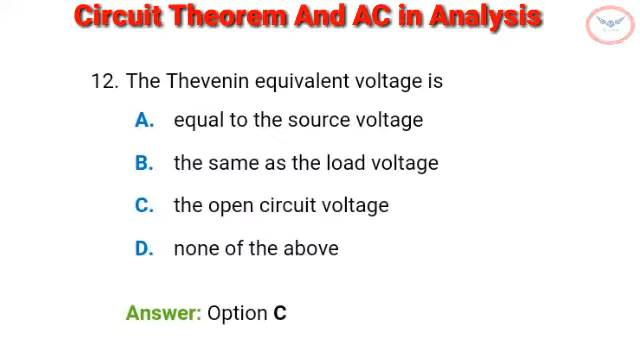 Circuit Theorem And AC in Analysis
12. The Thevenin equivalent voltage is
A. equal to the source voltage
B. the same as the load voltage
C. the open circuit voltage
D. none of the above
Answer: Option C